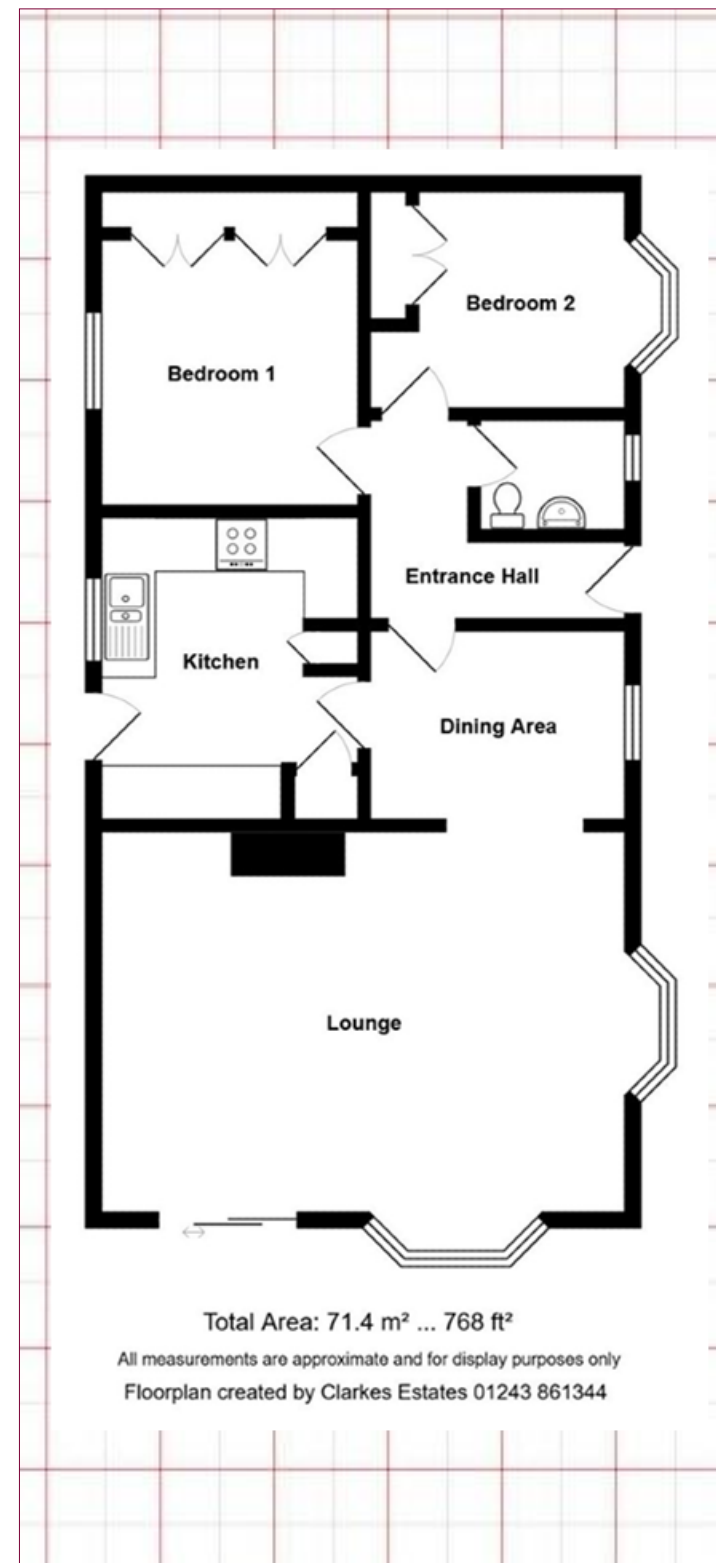 Bedroom 2
Bedroom 1
Entrance Hall
Kitchen
Dining Area
Lounge
Total Area: 71.4 m² ... 768 ft²
All measurements are approximate and for display purposes only
Floorplan created by Clarkes Estates 01243 861344